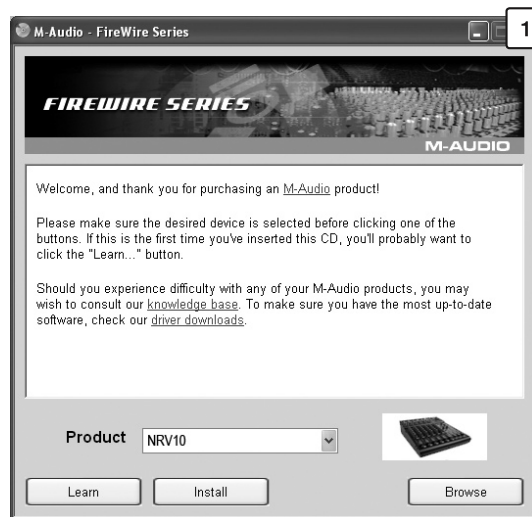 M-Audio - FireWire Series
1
FIREWIRE SERIES
M-AUDIO
Welcome, and thank you for purchasing an M-Audio product!
Please make sure the desired device is selected before clicking one of the
buttons. If this is the first time you've inserted this CD, you'll probably want to
click the "Learn..." button.
Should you experience difficulty with any of your M-Audio products, you may
wish to consult our knowledge base. To make sure you have the most up-to-date
software, check our driver downloads.
Product NRV10
Learn Install Browse